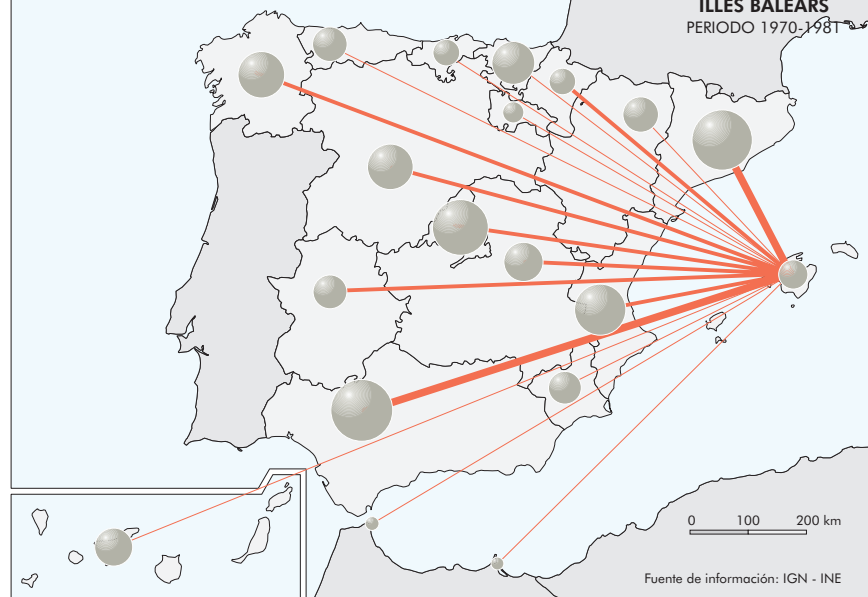 ILLES BALEARS
PERIODO 1970-1981
0 100 200 km
Fuente de información: IGN - INE